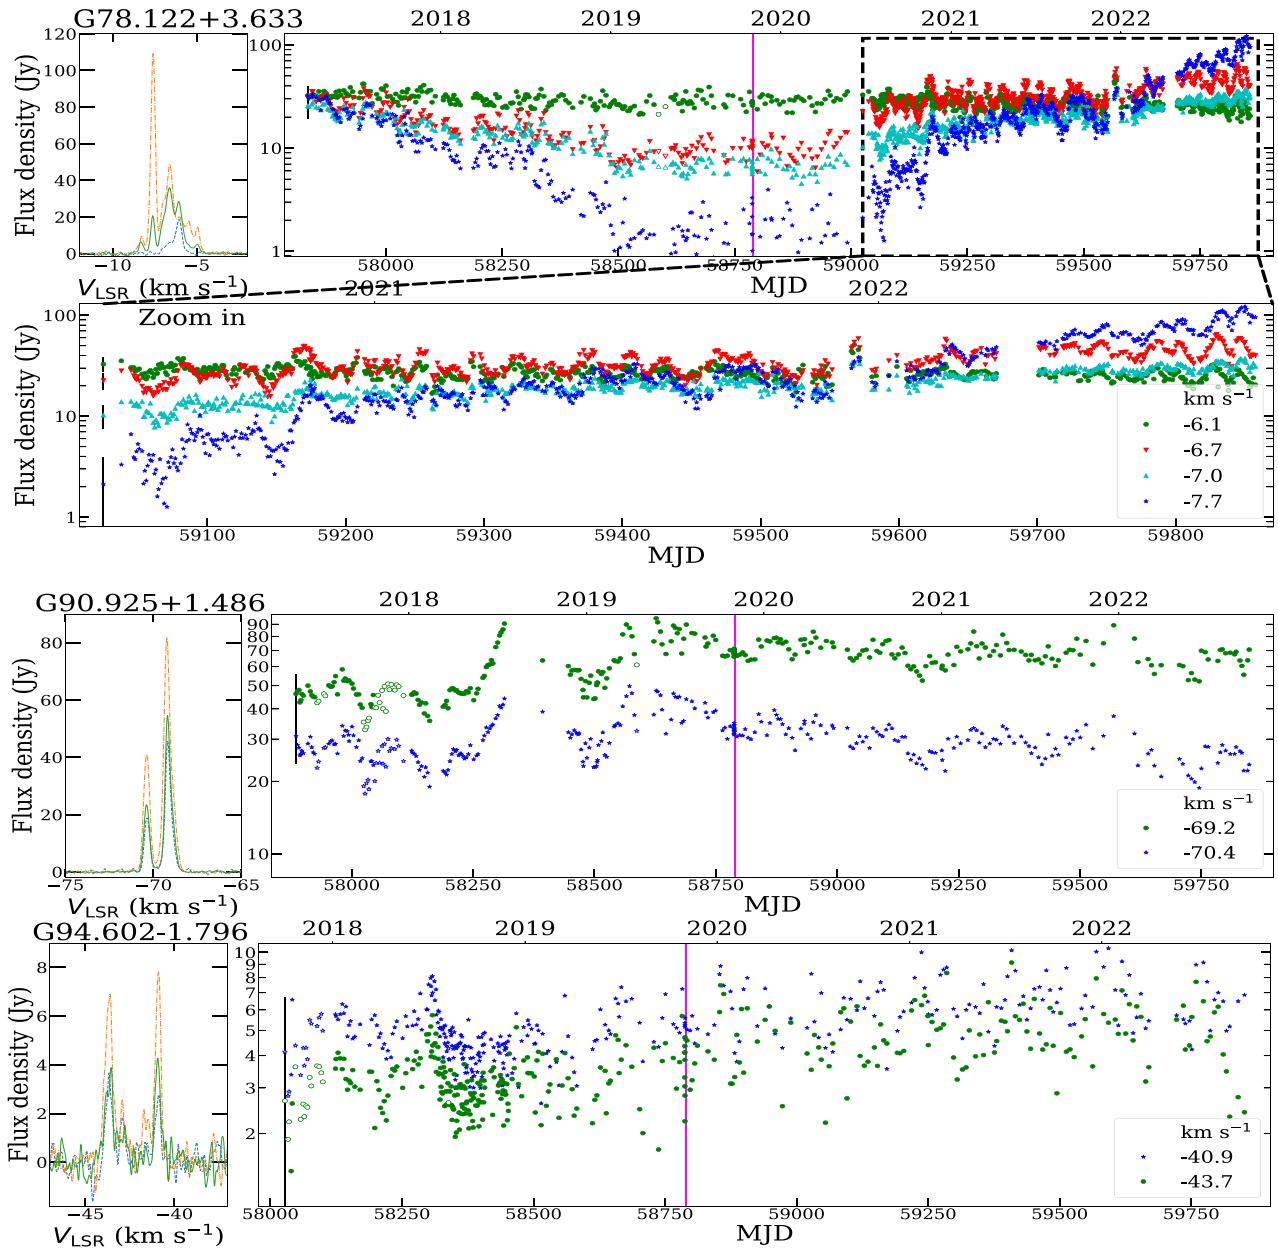 G78.122+3.633
2018 2019 2020 2021 2022
Flux density (Jy)
120
100
80
60
40
20
0
−10 −5
V_LSR (km s⁻¹)
100
10
1
58000 58250 58500 58750 59000 59250 59500 59750
MJD
2021 2022
Zoom in
Flux density (Jy)
100
10
1
km s⁻¹
-6.1
-6.7
-7.0
-7.7
59100 59200 59300 59400 59500 59600 59700 59800
MJD
G90.925+1.486
2018 2019 2020 2021 2022
Flux density (Jy)
80
60
40
20
0
−75 −70 −65
V_LSR (km s⁻¹)
90
80
70
60
50
40
30
20
10
km s⁻¹
-69.2
-70.4
58000 58250 58500 58750 59000 59250 59500 59750
MJD
G94.602-1.796
2018 2019 2020 2021 2022
Flux density (Jy)
8
6
4
2
0
−45 −40
V_LSR (km s⁻¹)
10
9
8
7
6
5
4
3
2
km s⁻¹
-40.9
-43.7
58000 58250 58500 58750 59000 59250 59500 59750
MJD